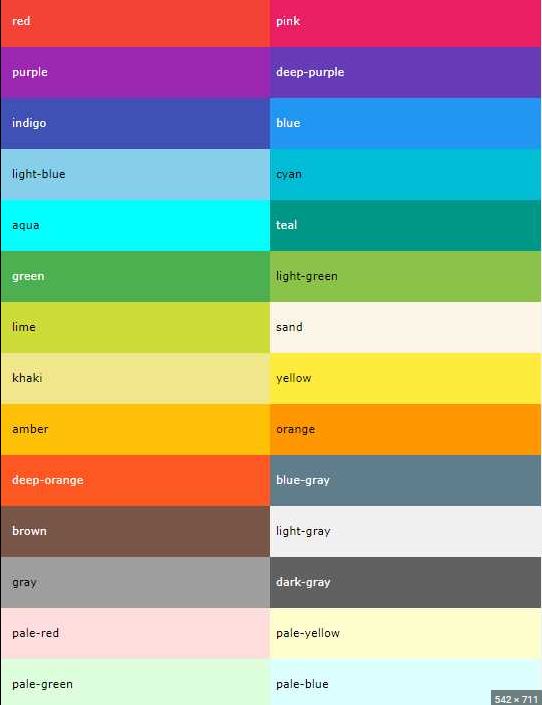 red
pink
purple
deep-purple
indigo
blue
light-blue
cyan
aqua
teal
green
light-green
lime
sand
khaki
yellow
amber
orange
deep-orange
blue-gray
brown
light-gray
gray
dark-gray
pale-red
pale-yellow
pale-green
pale-blue
542 × 711